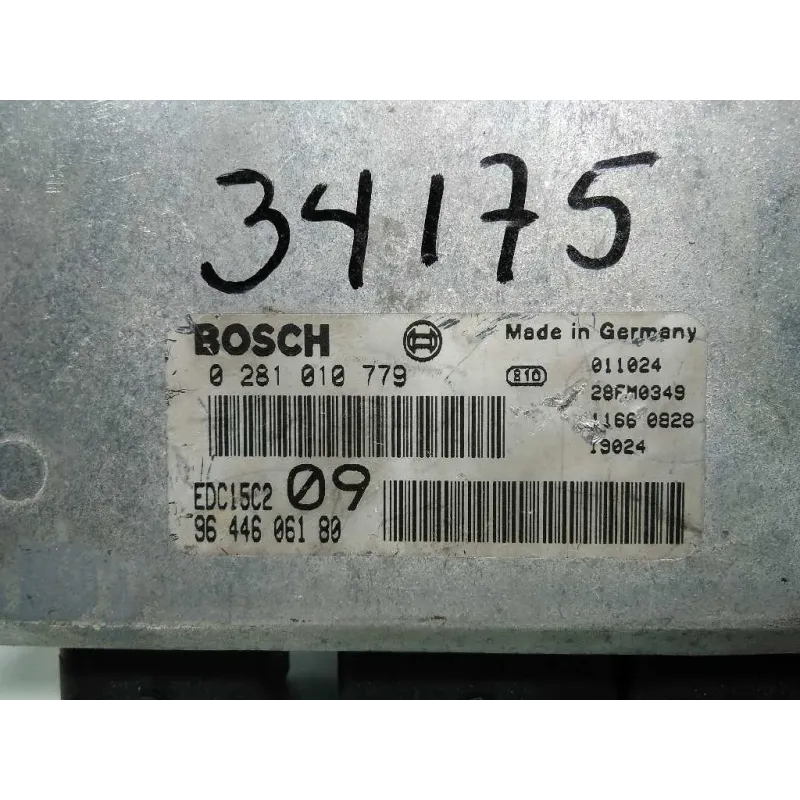 34175
BOSCH
Made in Germany
0 281 010 779
810
011024
28FM0349
1166 0828
19024
EDC15C2 09
96 446 061 80